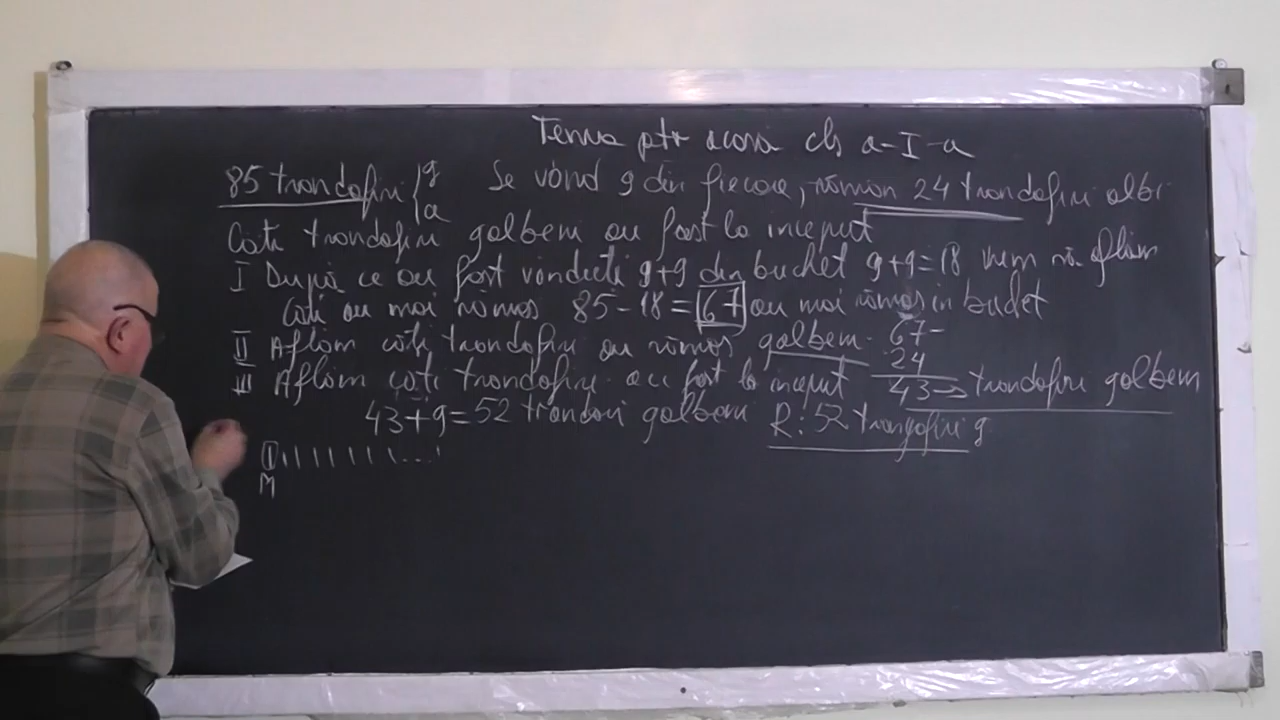 Tema ptr acasă cls a-I-a
85 trandafiri g a Se vând 9 din fiecare, rămân 24 trandafiri albi
Câți trandafiri galbeni au fost la început
I După ce au fost vânduți 9+9 din buchet 9+9=18 vrem să aflăm
câți au mai rămas 85-18=67 au mai rămas in buchet
II Aflăm câți trandafiri au rămas galbeni. 67-
24
III Aflăm câți trandafiri au fost la inceput 43 => trandafiri galbeni
43+9=52 trandafiri galbeni R: 52 trandafiri g
M